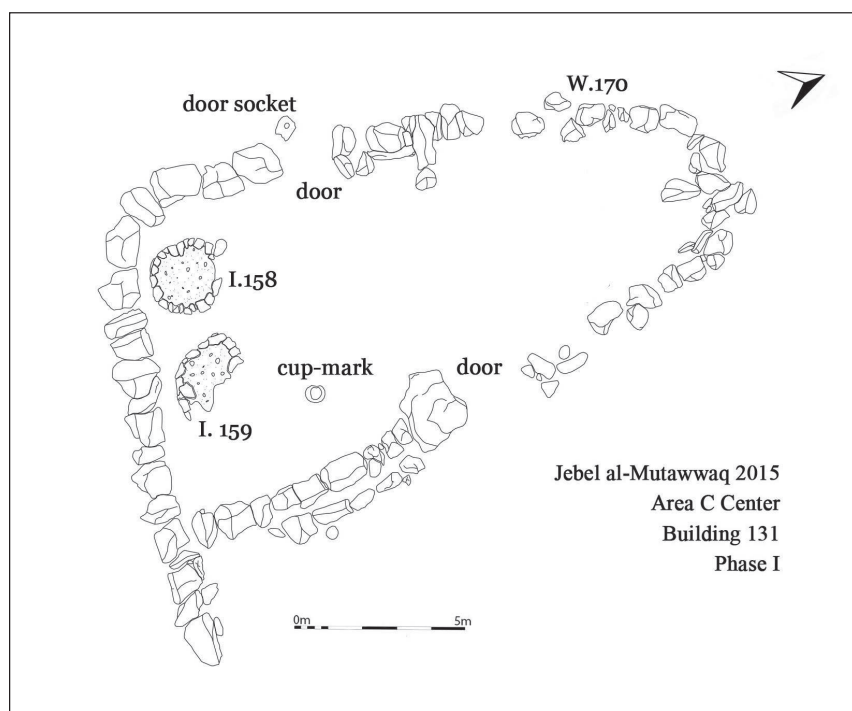 W.170
door socket
door
I.158
cup-mark
door
I. 159
Jebel al-Mutawwaq 2015
Area C Center
Building 131
Phase I
0m
5m